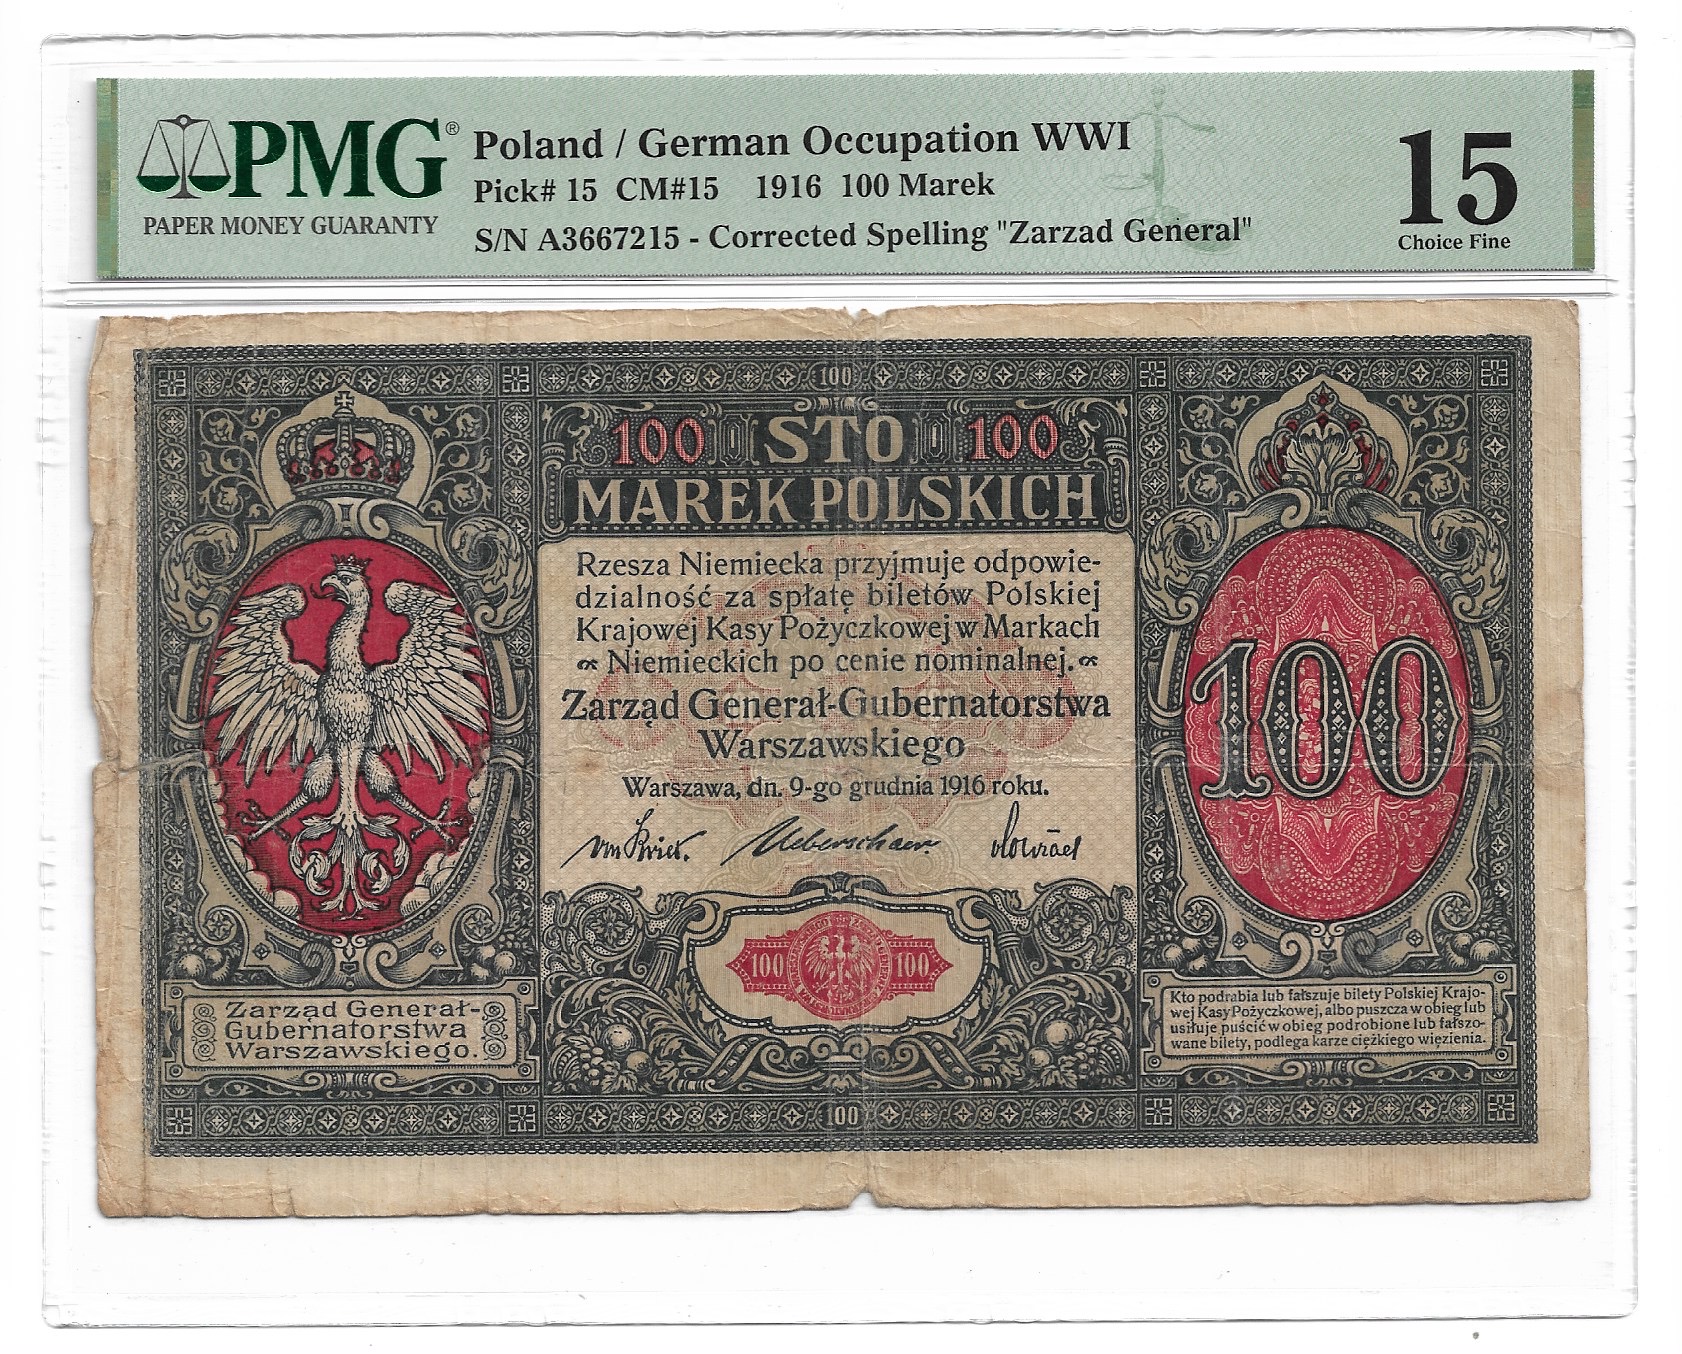 PMG®
PAPER MONEY GUARANTY
Poland / German Occupation WWI
Pick# 15 CM#15 1916 100 Marek
S/N A3667215 - Corrected Spelling "Zarzad General"
15
Choice Fine
100
100 STO 100
MAREK POLSKICH
Rzesza Niemiecka przyjmuje odpowie-
dzialność za spłatę biletów Polskiej
Krajowej Kasy Pożyczkowej w Markach
Niemieckich po cenie nominalnej.
Zarząd Generał-Gubernatorstwa
Warszawskiego
Warszawa, dn. 9-go grudnia 1916 roku.
100
100 100
Zarząd Generał-
Gubernatorstwa
Warszawskiego.
Kto podrabia lub fałszuje bilety Polskiej Krajo-
wej Kasy Pożyczkowej, albo puszcza w obieg lub
usiłuje puścić w obieg podrobione lub fałszo-
wane bilety, podlega karze ciężkiego więzienia.
100